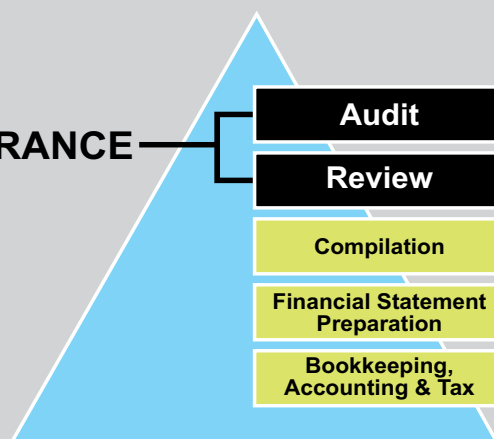 RANCE
Audit
Review
Compilation
Financial Statement
Preparation
Bookkeeping,
Accounting & Tax